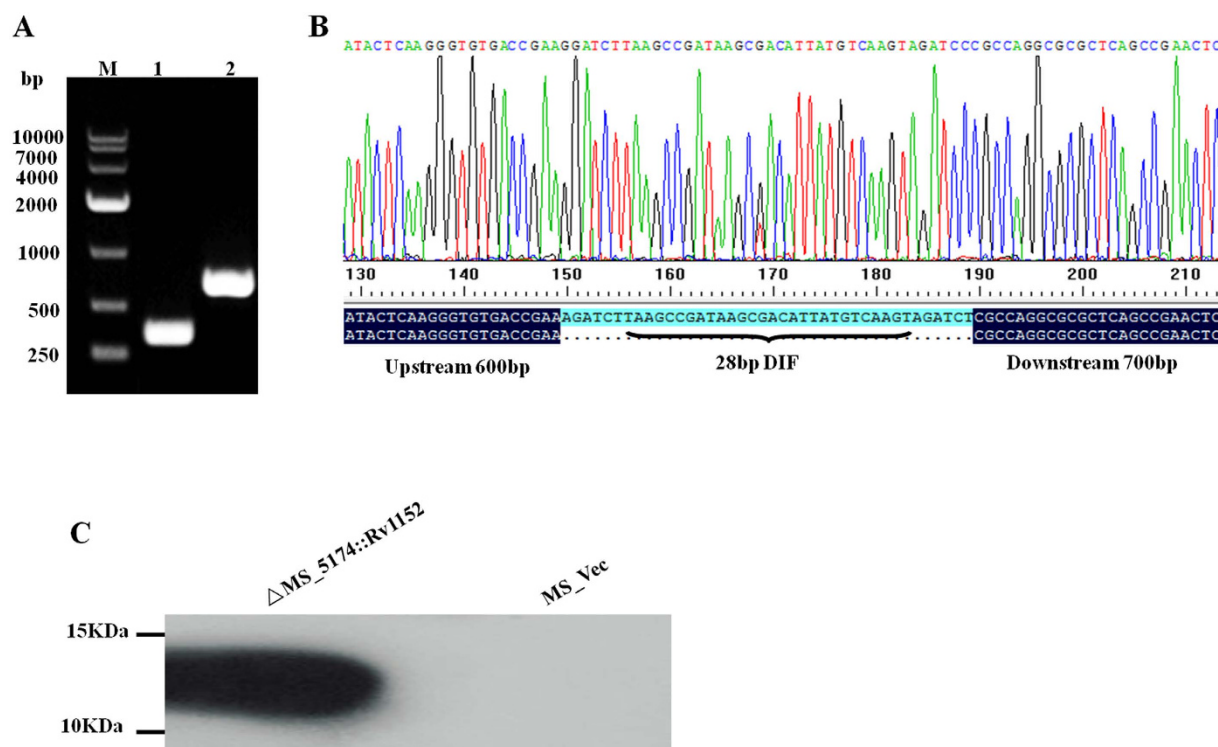 A
B
M 1 2
bp
10000
7000
4000
2000
1000
500
250
ATACTCAAGGGTGTGACCGAAGGATCTTAAGCCGATAAGCGACATTATGTCAAGTAGATCCCGCCAGGCGCGCTCAGCCGAACTC
130 140 150 160 170 180 190 200 210
ATACTCAAGGGTGTGACCGAAAGATCTTAAGCCGATAAGCGACATTATGTCAAGTAGATCTCGCCAGGCGCGCTCAGCCGAACTC
ATACTCAAGGGTGTGACCGAA........................................CGCCAGGCGCGCTCAGCCGAACTC
Upstream 600bp 28bp DIF Downstream 700bp
C
△MS_5174::Rv1152
MS_Vec
15KDa
10KDa